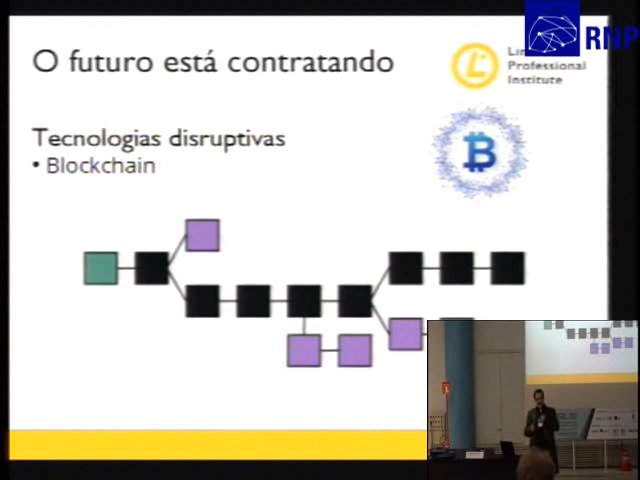 O futuro está contratando
Professional
Institute
RNP
Tecnologias disruptivas
• Blockchain